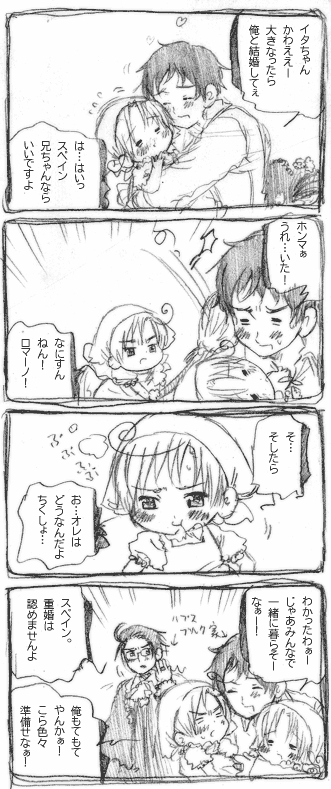 イタちゃん
かわええー
大きなったら
俺と結婚してぇ
は…はいっ
スペイン
兄ちゃんなら
いいですよ
ホンマぁ
うれ…いた!
なにすん
ねん!
ロマーノ!
そ…
そしたら
ぷ
ぷ
ぷ
お…オレは
どうなんだよ
ちくしょ…
わかったわぁー
じゃあみんなで
一緒に暮らそー
なぁー!
ハプス
ブルク家
スペイン。
重婚は
認めませんよ
俺もてもて
やんかぁ!
こら色々
準備せなぁ!